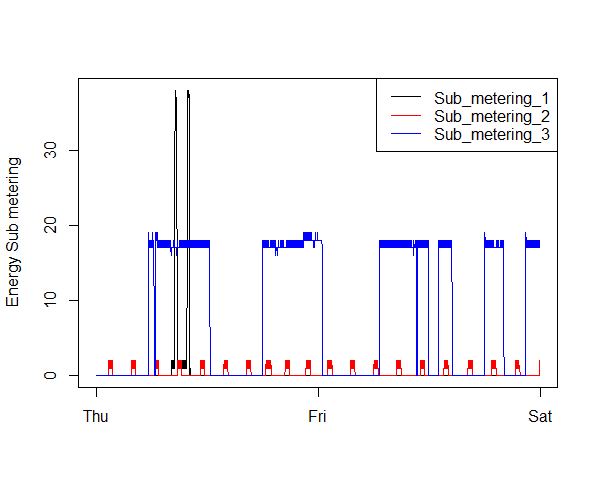 Sub_metering_1
Sub_metering_2
Sub_metering_3
Energy Sub metering
30
20
10
0
Thu Fri Sat